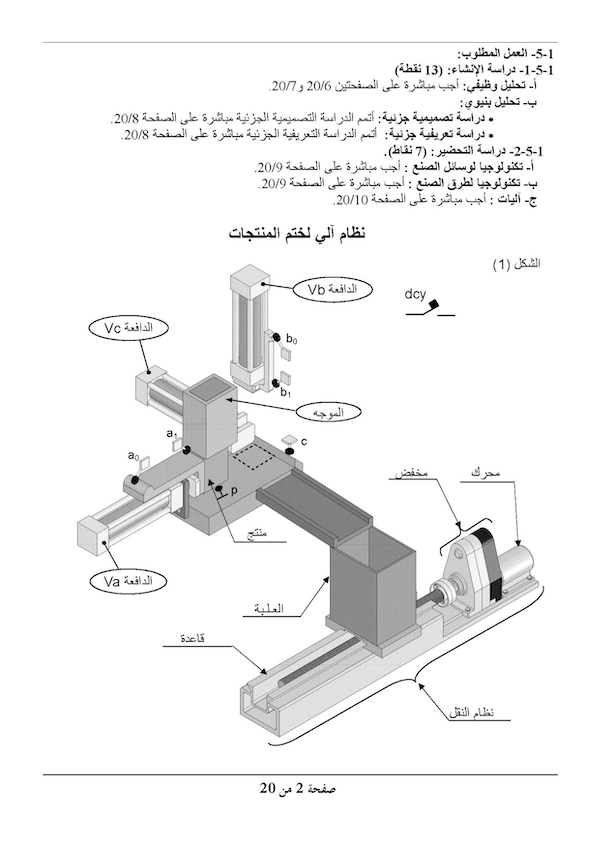 1-5- العمل المطلوب:
1-5-1- دراسة الإنشاء: (13 نقطة)
أ- تحليل وظيفي: أجب مباشرة على الصفحتين 20/6 و20/7.
ب- تحليل بنيوي:
• دراسة تصميمية جزئية: أتمم الدراسة التصميمية الجزئية مباشرة على الصفحة 20/8.
• دراسة تعريفية جزئية: أتمم الدراسة التعريفية الجزئية مباشرة على الصفحة 20/8.
1-5-2- دراسة التحضير: (7 نقاط).
أ- تكنولوجيا لوسائل الصنع : أجب مباشرة على الصفحة 20/9
ب- تكنولوجيا لطرق الصنع : أجب مباشرة على الصفحة 20/9.
ج- آليات : أجب مباشرة على الصفحة 20/10.
نظام آلي لختم المنتجات
الشكل (1)
الدافعة Vb
dcy
الدافعة Vc
b0
b1
الموجه
a1
c
a0
محرك
مخفض
p
منتج
الدافعة Va
العلبة
قاعدة
نظام النقل
صفحة 2 من 20